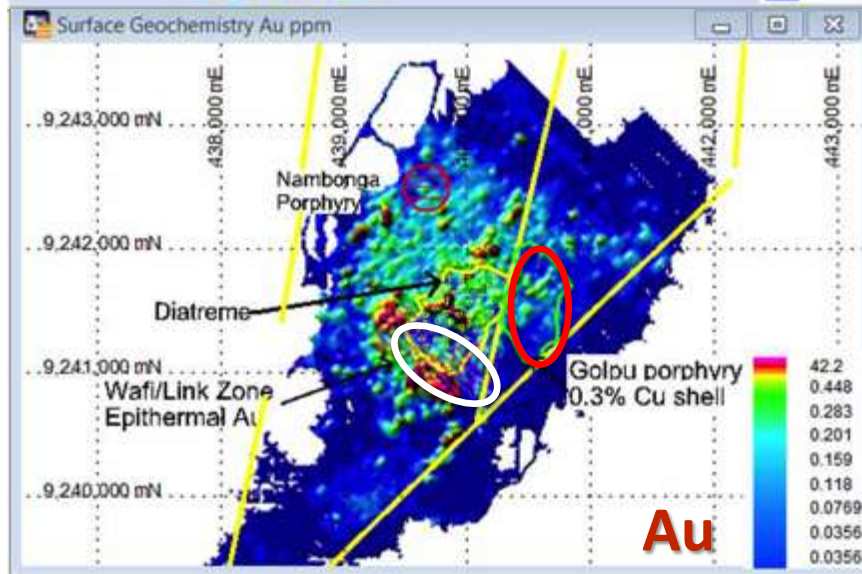 Surface Geochemistry Au ppm
438,000 mE
439,000 mE
000 mE
442,000 mE
443,000 mE
9,243,000 mN
Nambonga
Porphyry
9,242,000 mN
Diatreme
9,241,000 mN
Wafi/Link Zone
Epithermal Au
Golpu porphyry
0.3% Cu shell
9,240,000 mN
Au
42.2
0.448
0.283
0.201
0.159
0.118
0.0769
0.0356
0.0356